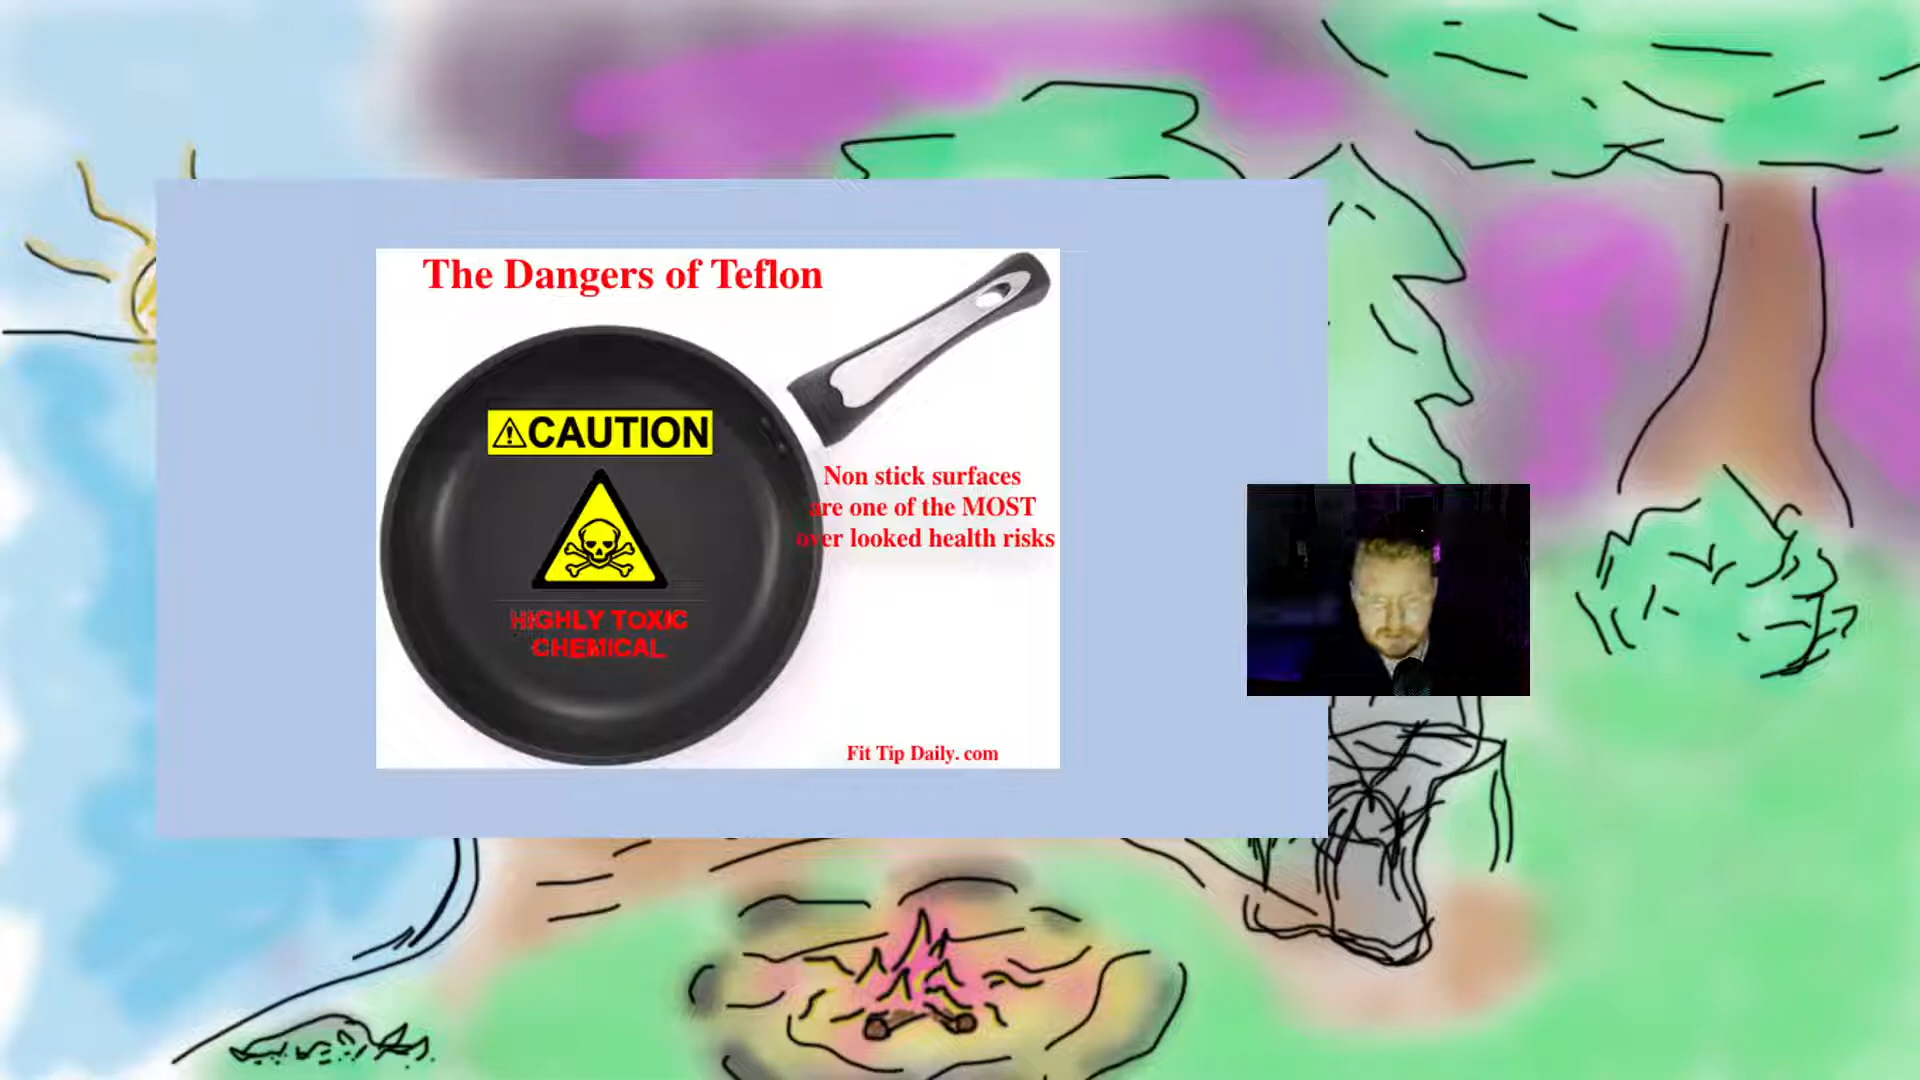 The Dangers of Teflon
CAUTION
HIGHLY TOXIC
CHEMICAL
Non stick surfaces
are one of the MOST
over looked health risks
Fit Tip Daily. com